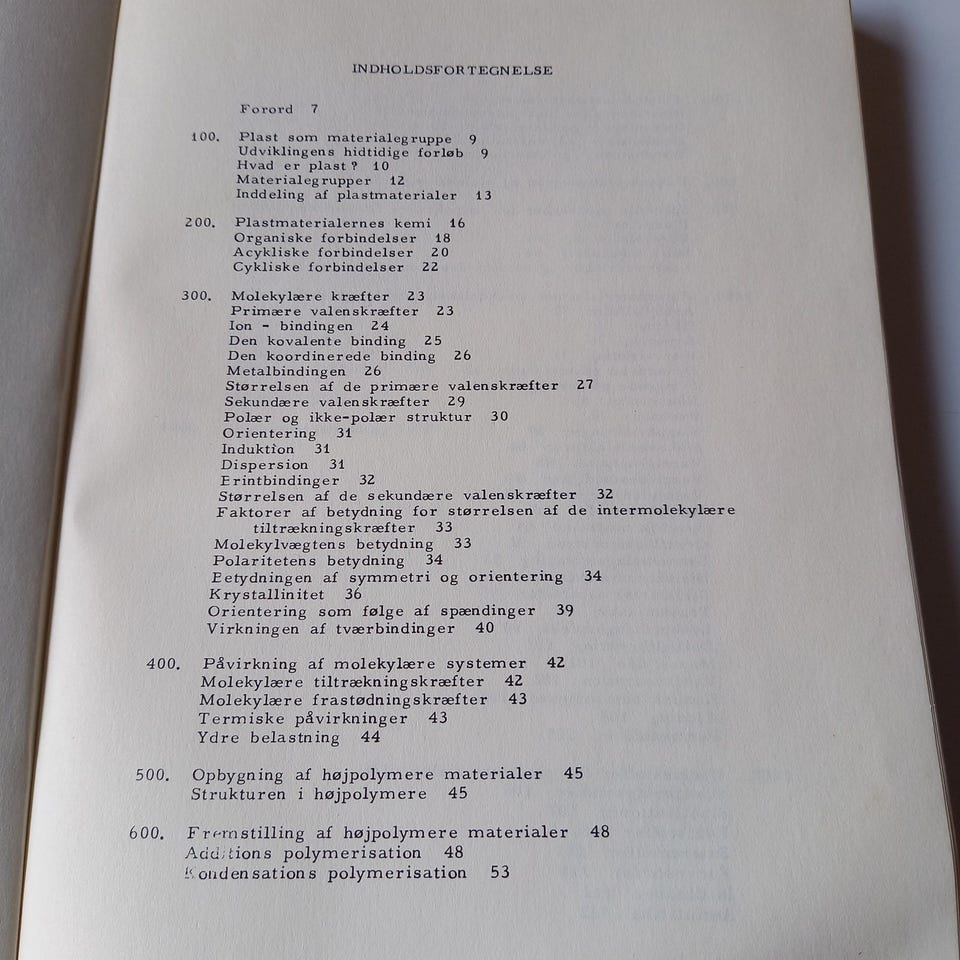 INDHOLDSFORTEGNELSE
Forord 7
100. Plast som materialegruppe 9
Udviklingens hidtidige forløb 9
Hvad er plast? 10
Materialegrupper 12
Inddeling af plastmaterialer 13
200. Plastmaterialernes kemi 16
Organiske forbindelser 18
Acykliske forbindelser 20
Cykliske forbindelser 22
300. Molekylære kræfter 23
Primære valenskræfter 23
Ion - bindingen 24
Den kovalente binding 25
Den koordinerede binding 26
Metalbindingen 26
Størrelsen af de primære valenskræfter 27
Sekundære valenskræfter 29
Polær og ikke-polær struktur 30
Orientering 31
Induktion 31
Dispersion 31
Erintbindinger 32
Størrelsen af de sekundære valenskræfter 32
Faktorer af betydning for størrelsen af de intermolekylære
tiltrækningskræfter 33
Molekylvægtens betydning 33
Polaritetens betydning 34
Eetydningen af symmetri og orientering 34
Krystallinitet 36
Orientering som følge af spændinger 39
Virkningen af tværbindinger 40
400. Påvirkning af molekylære systemer 42
Molekylære tiltrækningskræfter 42
Molekylære frastødningskræfter 43
Termiske påvirkninger 43
Ydre belastning 44
500. Opbygning af højpolymere materialer 45
Strukturen i højpolymere 45
600. Fremstilling af højpolymere materialer 48
Additions polymerisation 48
Kondensations polymerisation 53